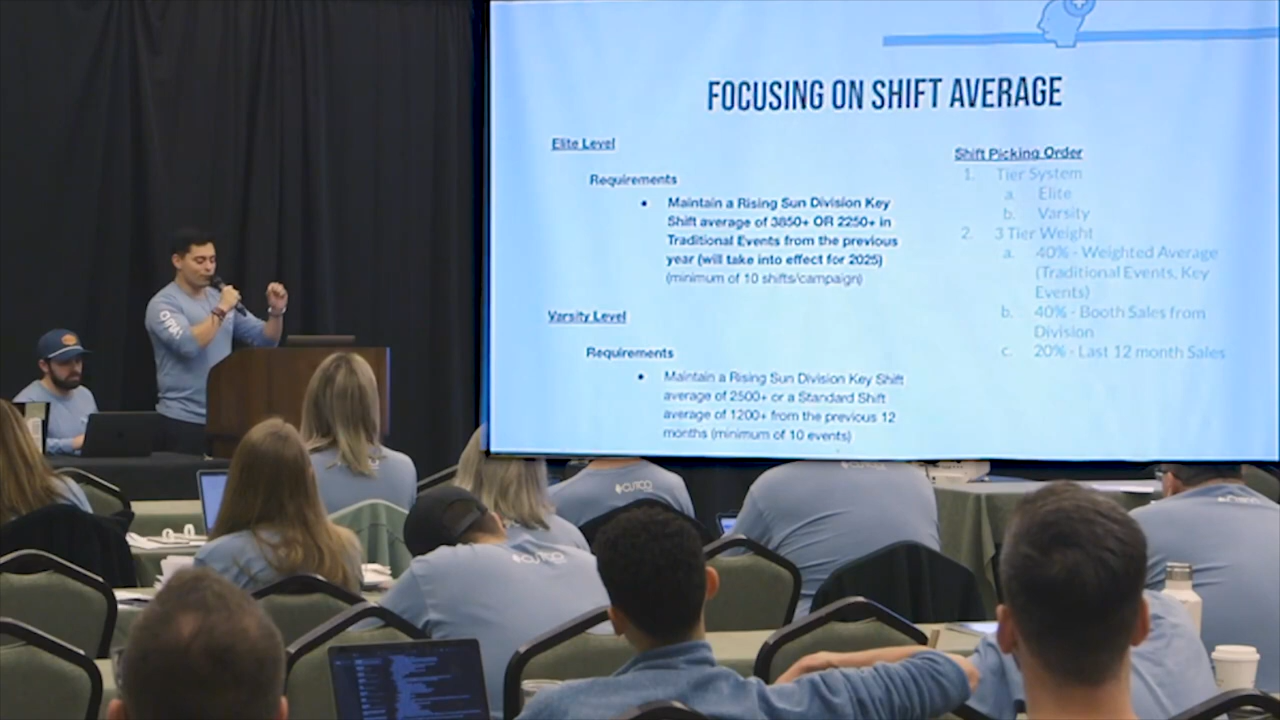 FOCUSING ON SHIFT AVERAGE
Elite Level
Requirements
• Maintain a Rising Sun Division Key
Shift average of 3850+ OR 2250+ in
Traditional Events from the previous
year (will take into effect for 2025)
(minimum of 10 shifts/campaign)
Varsity Level
Requirements
• Maintain a Rising Sun Division Key Shift
average of 2500+ or a Standard Shift
average of 1200+ from the previous 12
months (minimum of 10 events)
Shift Picking Order
1. Tier System
a. Elite
b. Varsity
2. 3 Tier Weight
a. 40% - Weighted Average
(Traditional Events, Key
Events)
b. 40% - Booth Sales from
Division
c. 20% - Last 12 month Sales
CUTCO
CUTCO